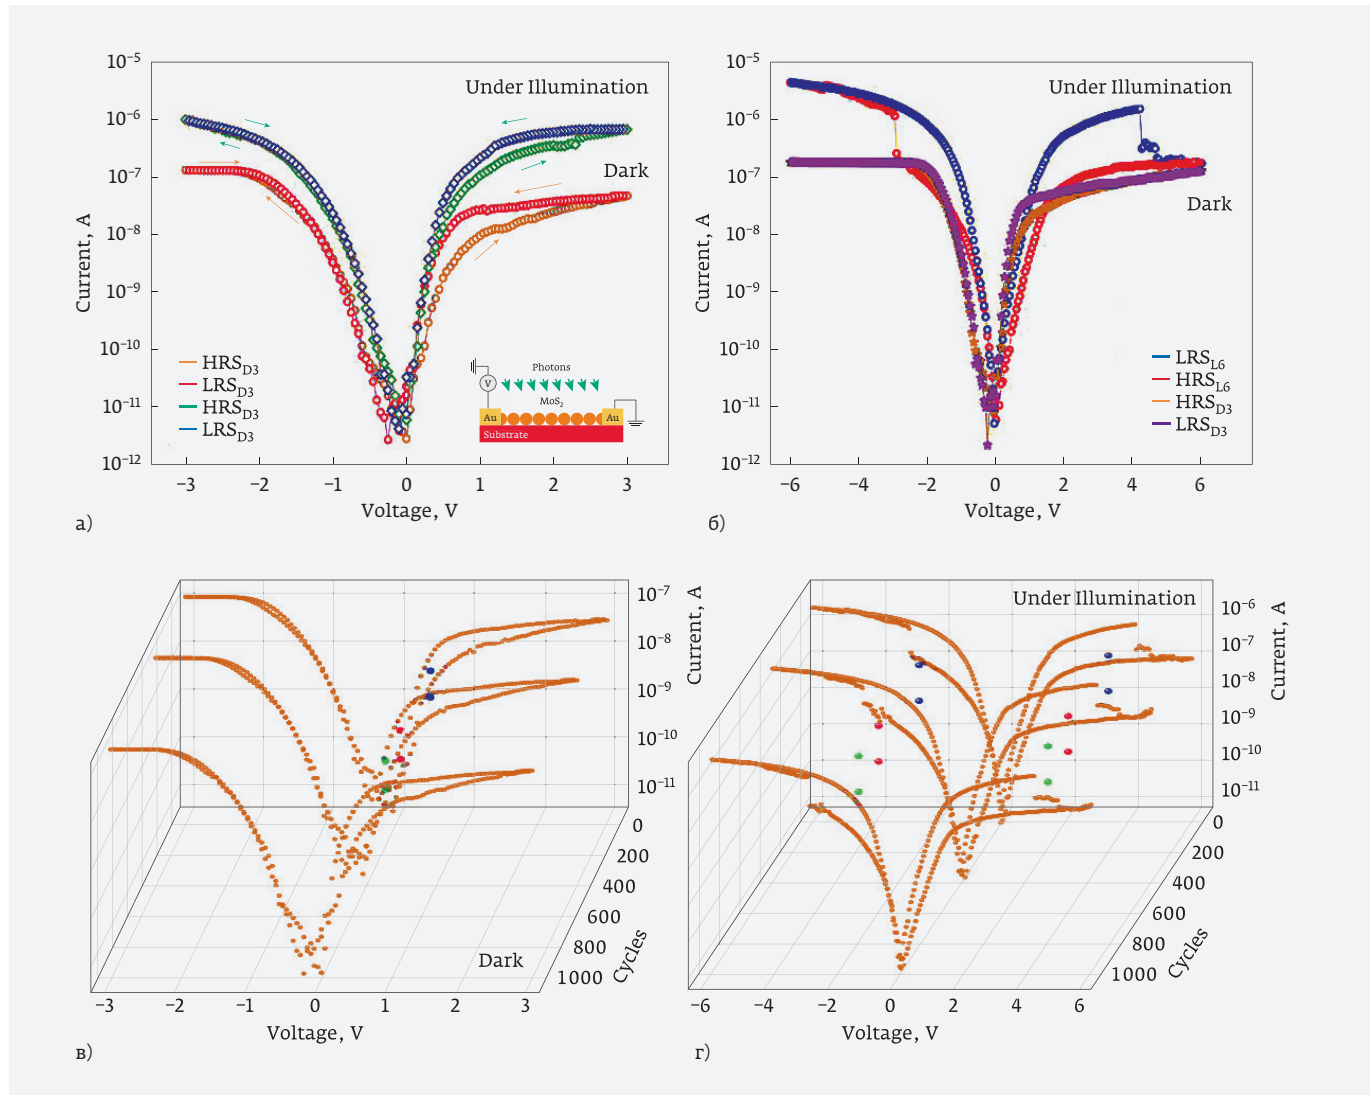 10⁻⁵
10⁻⁶
10⁻⁷
10⁻⁸
10⁻⁹
10⁻¹⁰
10⁻¹¹
10⁻¹²
Current, A
Under Illumination
Dark
HRS_D3
LRS_D3
HRS_D3
LRS_D3
Photons
V
MoS₂
Au
Au
Substrate
−3 −2 −1 0 1 2 3
Voltage, V
а)
10⁻⁵
10⁻⁶
10⁻⁷
10⁻⁸
10⁻⁹
10⁻¹⁰
10⁻¹¹
10⁻¹²
Current, A
Under Illumination
Dark
LRS_L6
HRS_L6
HRS_D3
LRS_D3
−6 −4 −2 0 2 4 6
Voltage, V
б)
10⁻⁷
10⁻⁸
10⁻⁹
10⁻¹⁰
10⁻¹¹
Current, A
0
200
400
600
800
1000
Cycles
Dark
−3 −2 −1 0 1 2 3
Voltage, V
в)
Under Illumination
10⁻⁶
10⁻⁷
10⁻⁸
10⁻⁹
10⁻¹⁰
10⁻¹¹
Current, A
0
200
400
600
800
1000
Cycles
−6 −4 −2 0 2 4 6
Voltage, V
г)